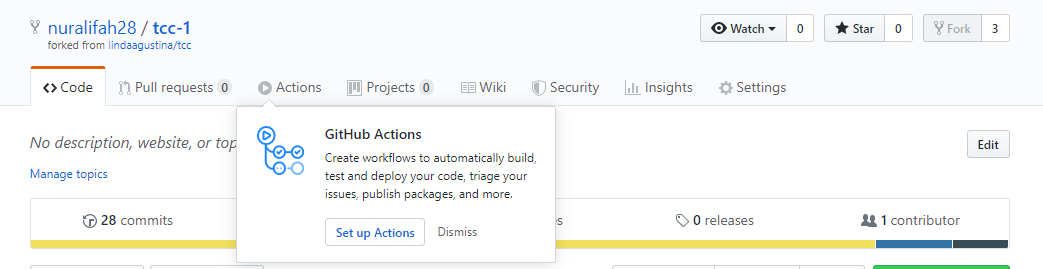 nuralifah28 / tcc-1
forked from lindaagustina/tcc
Watch 0 Star 0 Fork 3
Code Pull requests 0 Actions Projects 0 Wiki Security Insights Settings
GitHub Actions
Create workflows to automatically build,
test and deploy your code, triage your
issues, publish packages, and more.
Set up Actions Dismiss
No description, website, or top
Edit
Manage topics
28 commits
0 releases
1 contributor